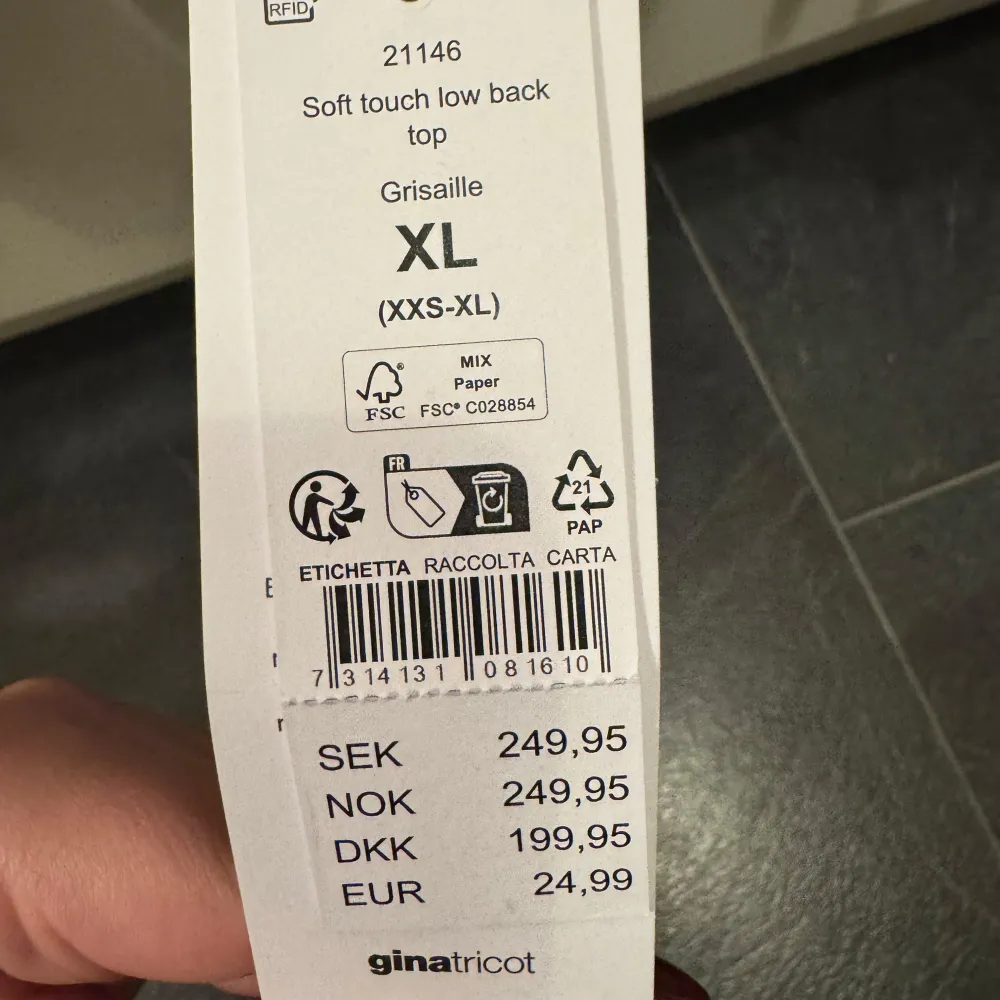 RFID
21146
Soft touch low back
top
Grisaille
XL
(XXS-XL)
FSC®
MIX
Paper
FSC® C028854
FR
21
PAP
ETICHETTA RACCOLTA CARTA
7 314131 081610
SEK 249,95
NOK 249,95
DKK 199,95
EUR 24,99
ginatricot